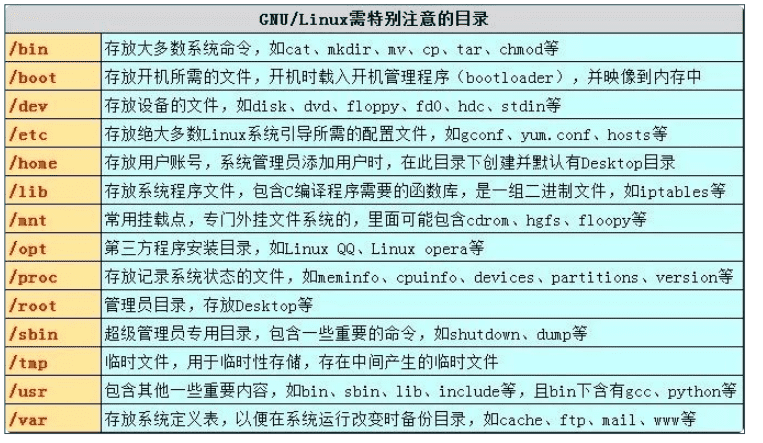 GNU/Linux需特别注意的目录
/bin 存放大多数系统命令，如cat、mkdir、mv、cp、tar、chmod等
/boot 存放开机所需的文件，开机时载入开机管理程序（bootloader），并映像到内存中
/dev 存放设备的文件，如disk、dvd、floppy、fd0、hdc、stdin等
/etc 存放绝大多数Linux系统引导所需的配置文件，如gconf、yum.conf、hosts等
/home 存放用户账号，系统管理员添加用户时，在此目录下创建并默认有Desktop目录
/lib 存放系统程序文件，包含C编译程序需要的函数库，是一组二进制文件，如iptables等
/mnt 常用挂载点，专门外挂文件系统的，里面可能包含cdrom、hgfs、floopy等
/opt 第三方程序安装目录，如Linux QQ、Linux opera等
/proc 存放记录系统状态的文件，如meminfo、cpuinfo、devices、partitions、version等
/root 管理员目录，存放Desktop等
/sbin 超级管理员专用目录，包含一些重要的命令，如shutdown、dump等
/tmp 临时文件，用于临时性存储，存在中间产生的临时文件
/usr 包含其他一些重要内容，如bin、sbin、lib、include等，且bin下含有gcc、python等
/var 存放系统定义表，以便在系统运行改变时备份目录，如cache、ftp、mail、www等